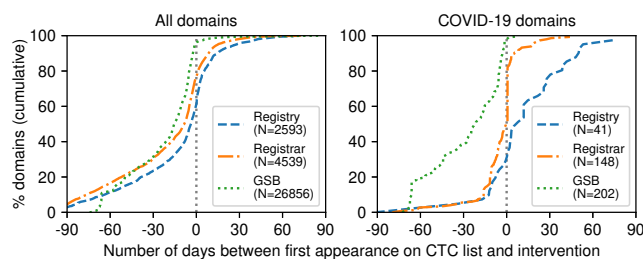 All domains
COVID-19 domains
% domains (cumulative)
100
80
60
40
20
0
Registry
(N=2593)
Registrar
(N=4539)
GSB
(N=26856)
-90 -60 -30 0 30 60 90
100
80
60
40
20
0
Registry
(N=41)
Registrar
(N=148)
GSB
(N=202)
-90 -60 -30 0 30 60 90
Number of days between first appearance on CTC list and intervention